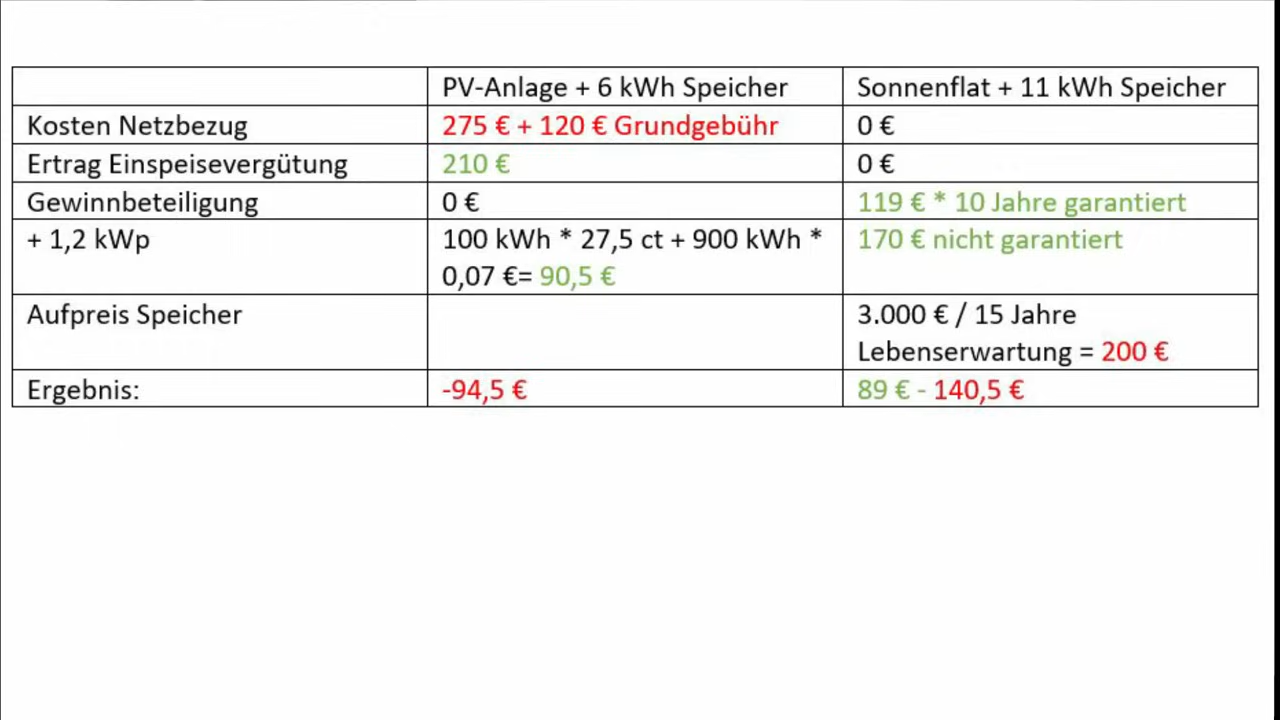 PV-Anlage + 6 kWh Speicher
Sonnenflat + 11 kWh Speicher
Kosten Netzbezug
275 € + 120 € Grundgebühr
0 €
Ertrag Einspeisevergütung
210 €
0 €
Gewinnbeteiligung
0 €
119 € * 10 Jahre garantiert
+ 1,2 kWp
100 kWh * 27,5 ct + 900 kWh *
0,07 €= 90,5 €
170 € nicht garantiert
Aufpreis Speicher
3.000 € / 15 Jahre
Lebenserwartung = 200 €
Ergebnis:
-94,5 €
89 € - 140,5 €